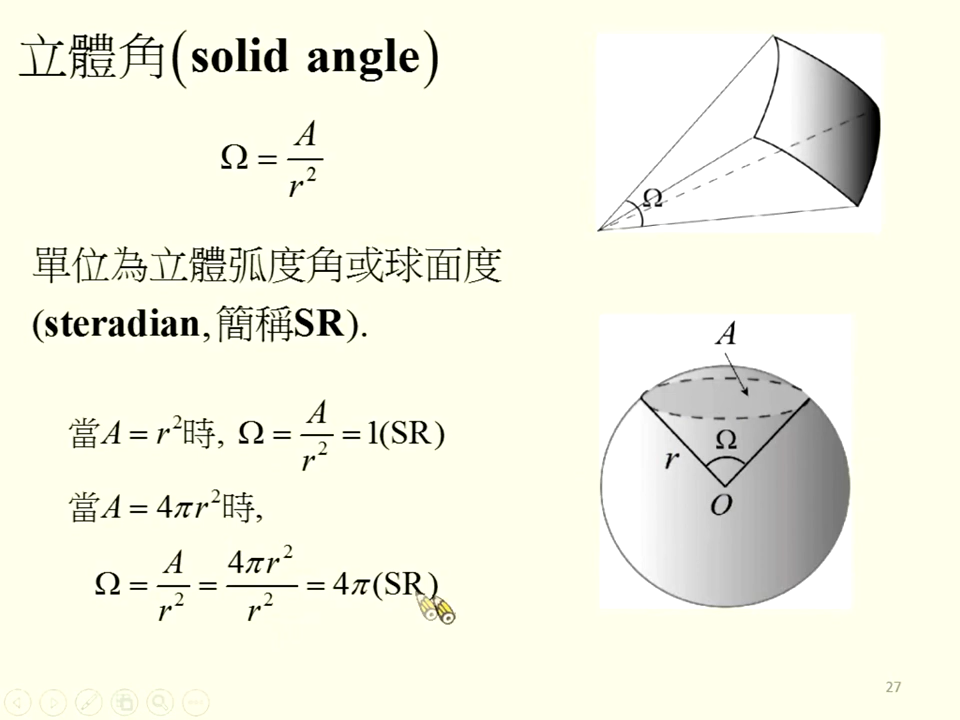 立體角(solid angle)
Ω = A / r²
單位為立體弧度角或球面度
(steradian,簡稱SR).
當A = r²時, Ω = A / r² = 1(SR)
當A = 4πr²時,
Ω = A / r² = 4πr² / r² = 4π(SR)
Ω
A
Ω
r
O
27